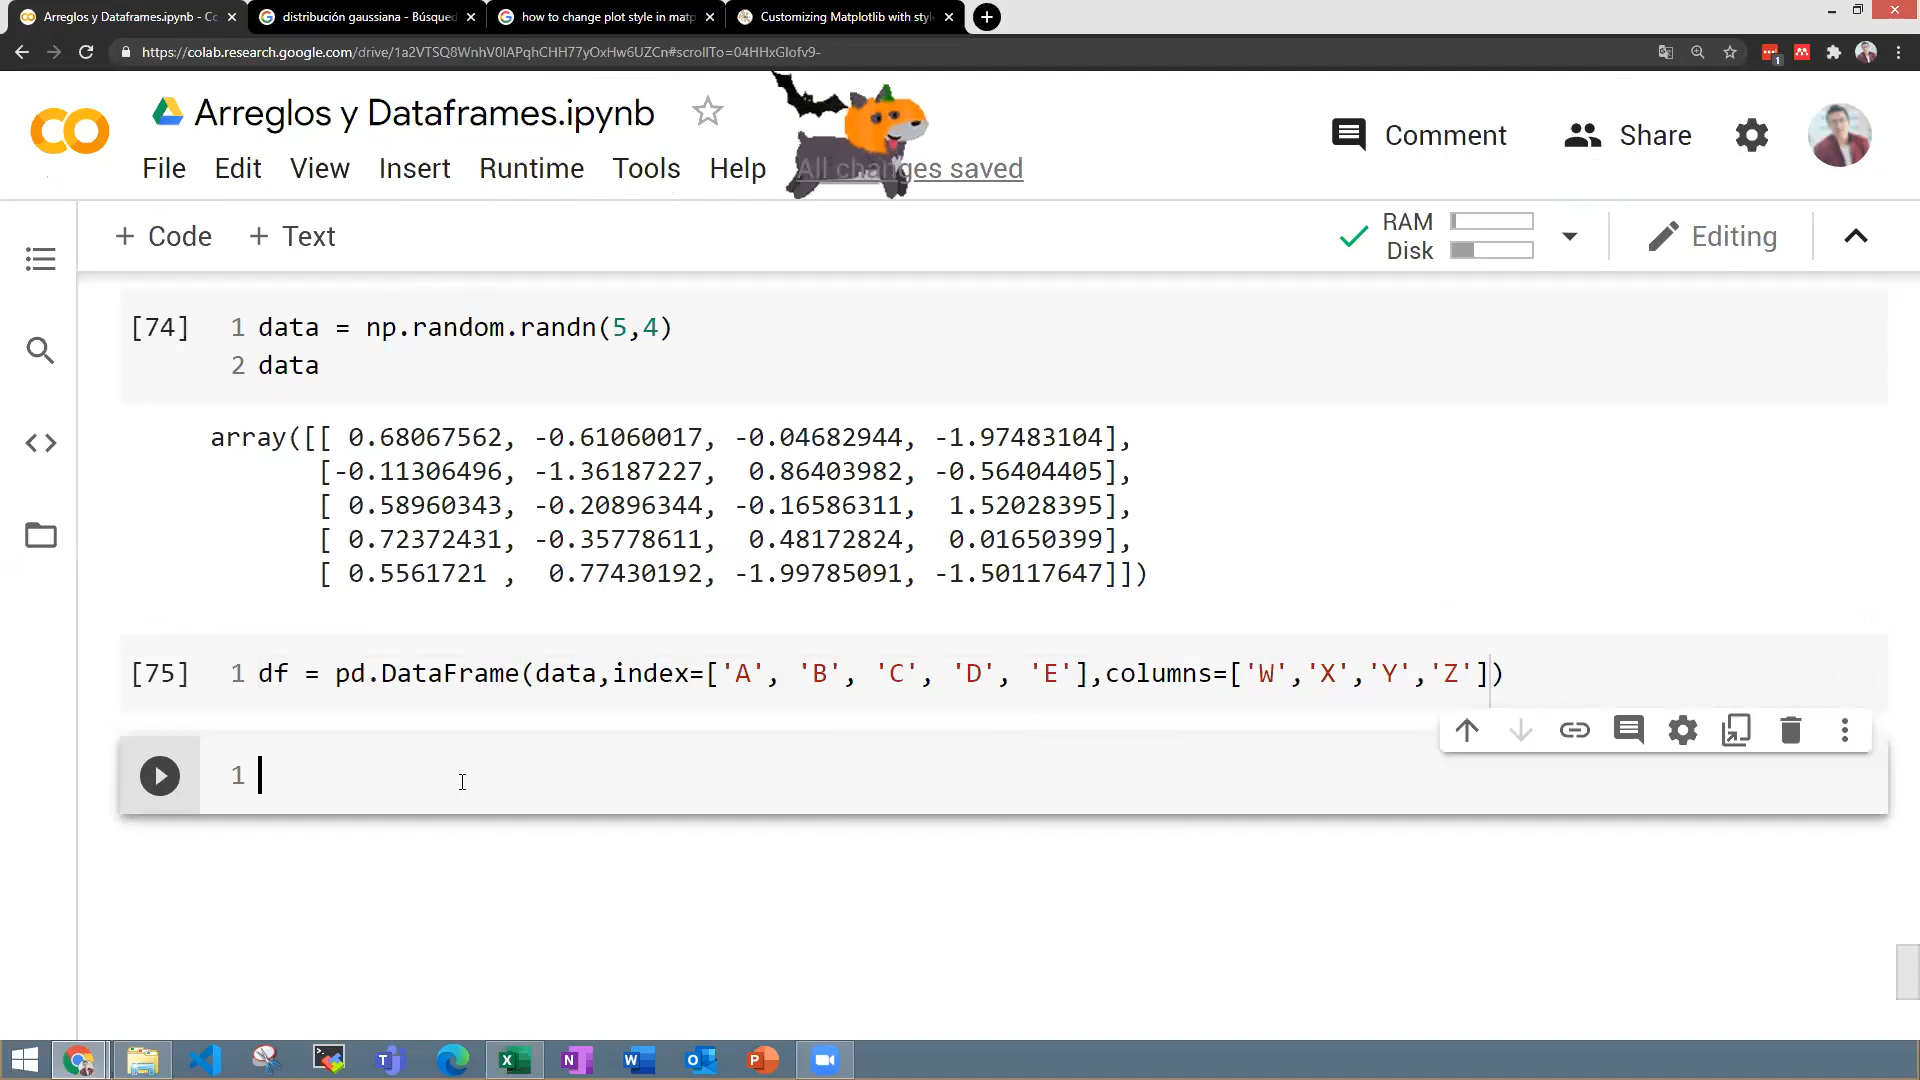 Arreglos y Dataframes.ipynb - Cc
distribución gaussiana - Búsqued
how to change plot style in matp
Customizing Matplotlib with styl
https://colab.research.google.com/drive/1a2VTSQ8WnhV0lAPqhCHH77yOxHw6UZCn#scrollTo=04HHxGIofv9-
1
Arreglos y Dataframes.ipynb
Comment
Share
File Edit View Insert Runtime Tools Help All changes saved
+ Code + Text
RAM
Disk
Editing
[74] 1 data = np.random.randn(5,4)
2 data
array([[ 0.68067562, -0.61060017, -0.04682944, -1.97483104],
[-0.11306496, -1.36187227,  0.86403982, -0.56404405],
[ 0.58960343, -0.20896344, -0.16586311,  1.52028395],
[ 0.72372431, -0.35778611,  0.48172824,  0.01650399],
[ 0.5561721 ,  0.77430192, -1.99785091, -1.50117647]])
[75] 1 df = pd.DataFrame(data,index=['A', 'B', 'C', 'D', 'E'],columns=['W','X','Y','Z'])
1